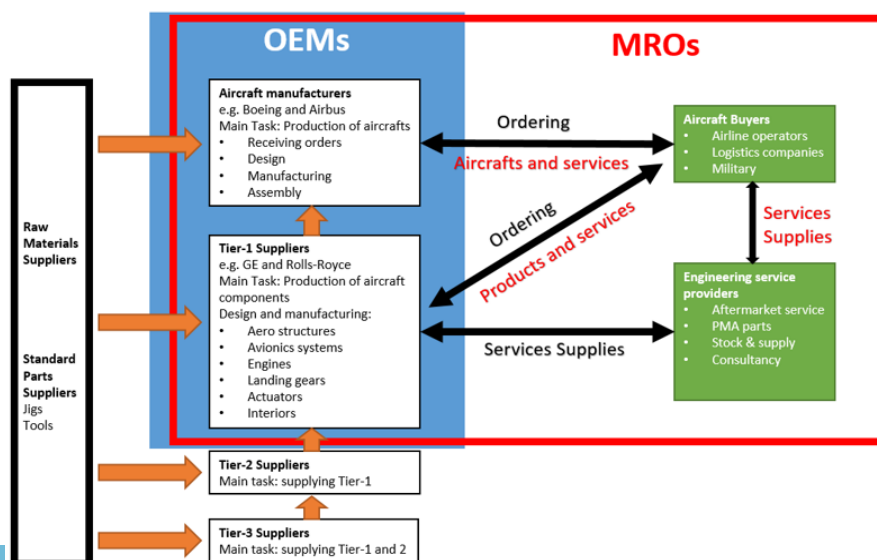 OEMs
MROs
Raw
Materials
Suppliers
Standard
Parts
Suppliers
Jigs
Tools
Aircraft manufacturers
e.g. Boeing and Airbus
Main Task: Production of aircrafts
• Receiving orders
• Design
• Manufacturing
• Assembly
Tier-1 Suppliers
e.g. GE and Rolls-Royce
Main Task: Production of aircraft
components
Design and manufacturing:
• Aero structures
• Avionics systems
• Engines
• Landing gears
• Actuators
• Interiors
Tier-2 Suppliers
Main task: supplying Tier-1
Tier-3 Suppliers
Main task: supplying Tier-1 and 2
Ordering
Aircrafts and services
Ordering
Products and services
Services Supplies
Aircraft Buyers
• Airline operators
• Logistics companies
• Military
Services
Supplies
Engineering service
providers
• Aftermarket service
• PMA parts
• Stock & supply
• Consultancy